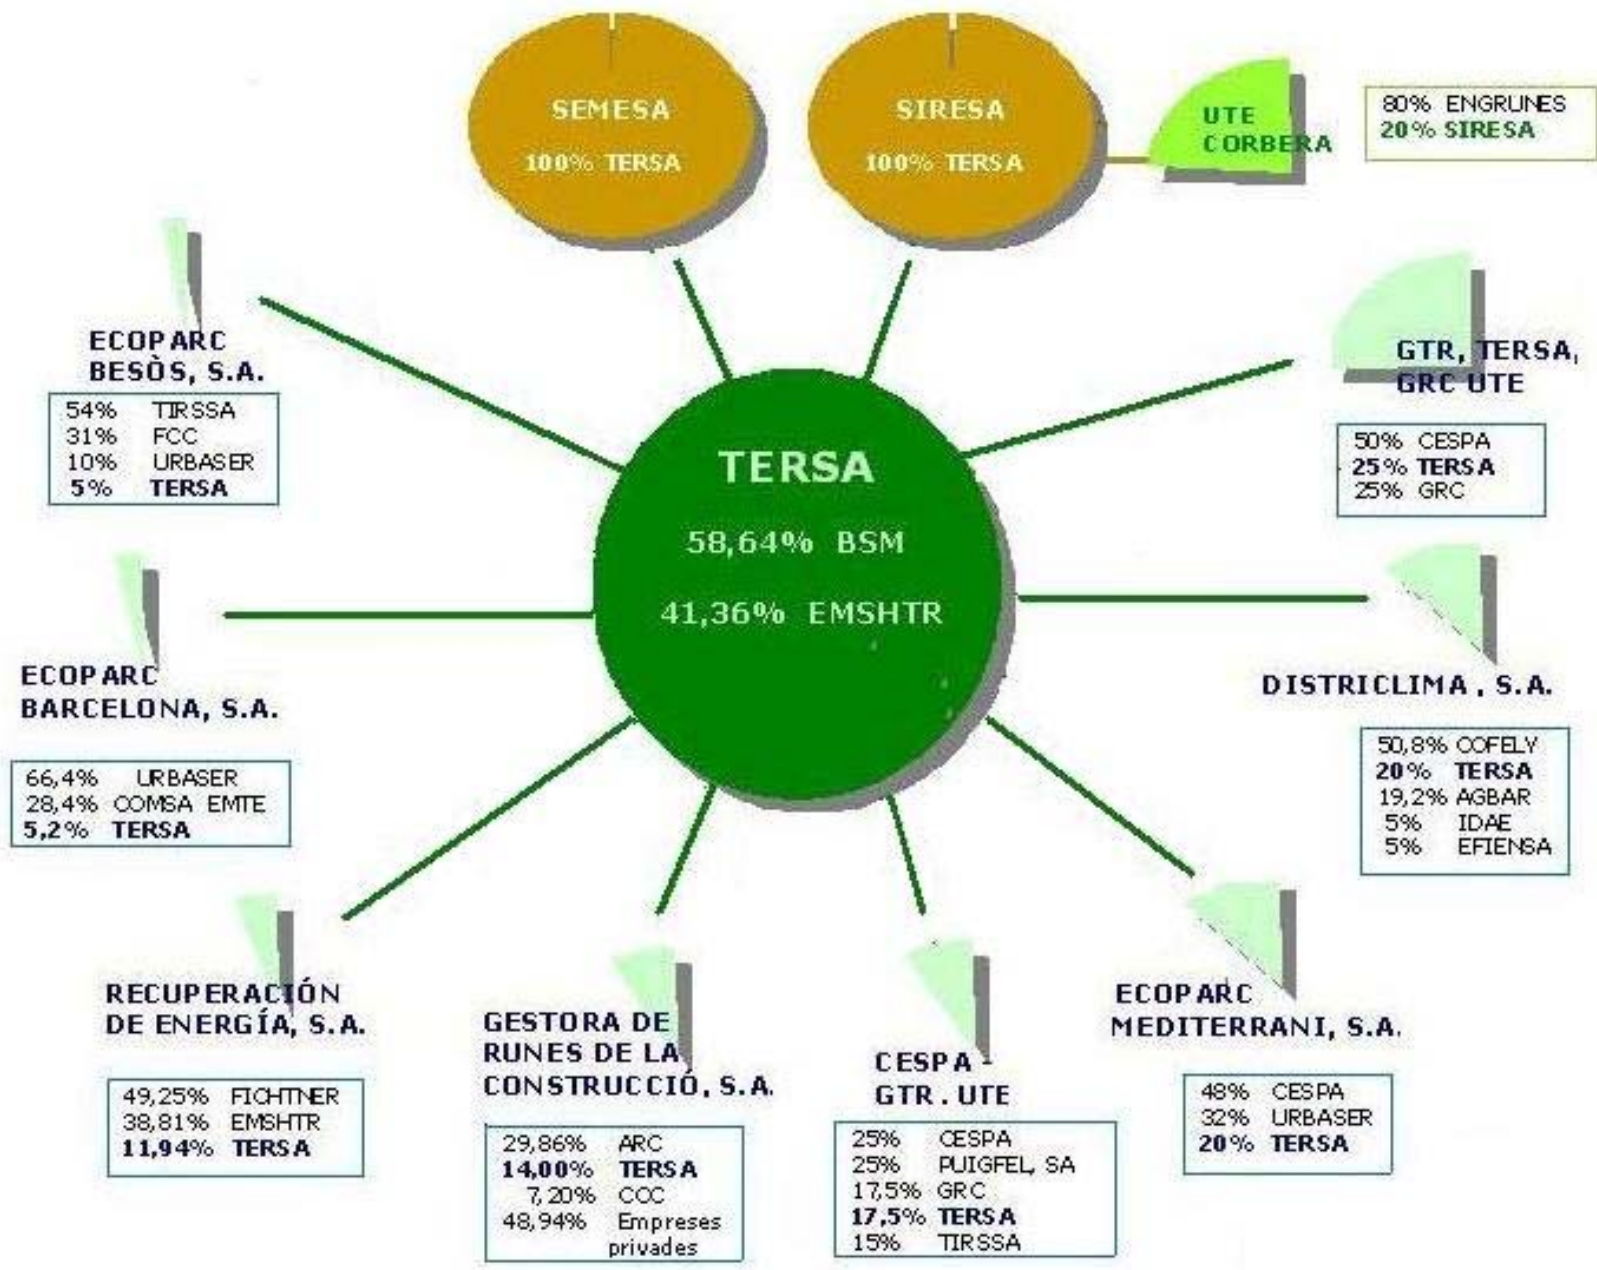 SEMESA
100% TERSA
SIRESA
100% TERSA
UTE
CORBERA
80% ENGRUNES
20% SIRESA
ECOPARC
BESÒS, S.A.
54% TIRSSA
31% FCC
10% URBASER
5% TERSA
GTR, TERSA,
GRC UTE
50% CESPA
25% TERSA
25% GRC
TERSA
58,64% BSM
41,36% EMSHTR
ECOPARC
BARCELONA, S.A.
66,4% URBASER
28,4% COMSA EMTE
5,2% TERSA
DISTRICLIMA , S.A.
50,8% COFELY
20% TERSA
19,2% AGBAR
5% IDAE
5% EFIENSA
RECUPERACIÓN
DE ENERGÍA, S.A.
49,25% FICHTNER
38,81% EMSHTR
11,94% TERSA
GESTORA DE
RUNES DE LA
CONSTRUCCIÓ, S.A.
29,86% ARC
14,00% TERSA
7,20% COC
48,94% Empreses
privades
CESPA -
GTR. UTE
25% CESPA
25% PUIGFEL, SA
17,5% GRC
17,5% TERSA
15% TIRSSA
ECOPARC
MEDITERRANI, S.A.
48% CESPA
32% URBASER
20% TERSA